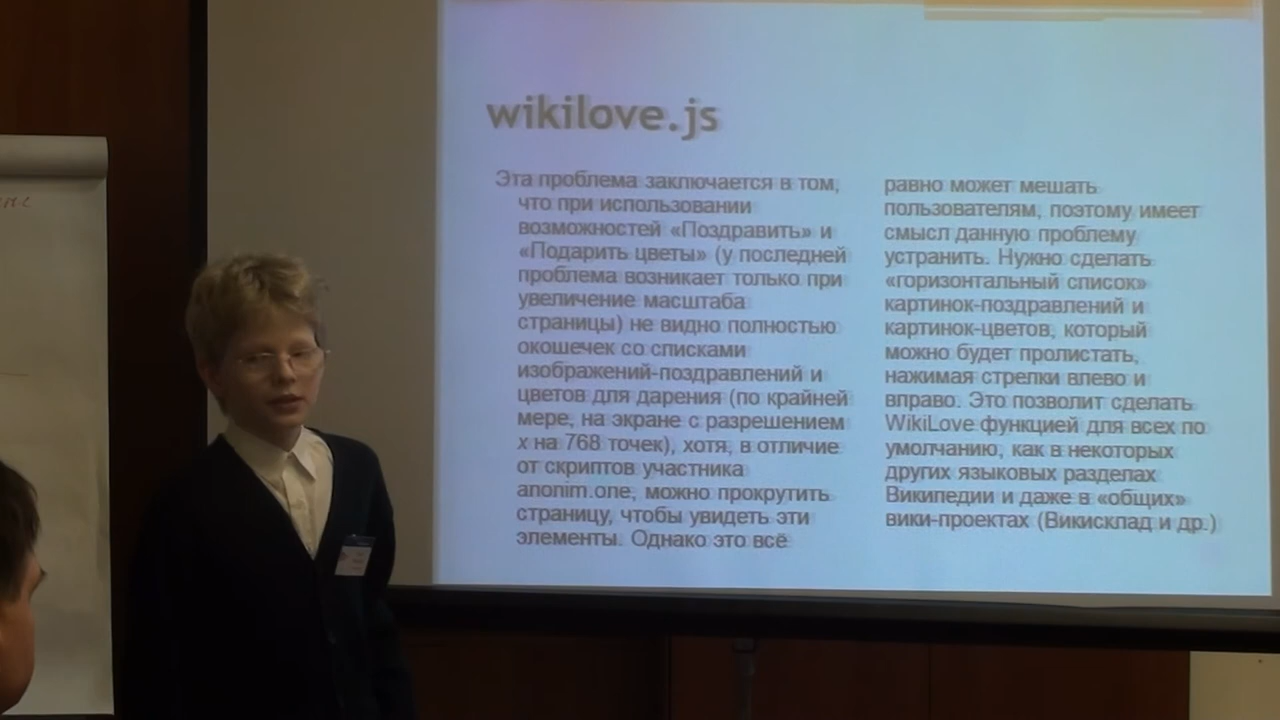 wikilove.js
Эта проблема заключается в том,
что при использовании
возможностей «Поздравить» и
«Подарить цветы» (у последней
проблема возникает только при
увеличение масштаба
страницы) не видно полностью
окошечек со списками
изображений-поздравлений и
цветов для дарения (по крайней
мере, на экране с разрешением
x на 768 точек), хотя, в отличие
от скриптов участника
anonim.one, можно прокрутить
страницу, чтобы увидеть эти
элементы. Однако это всё
равно может мешать
пользователям, поэтому имеет
смысл данную проблему
устранить. Нужно сделать
«горизонтальный список»
картинок-поздравлений и
картинок-цветов, который
можно будет пролистать,
нажимая стрелки влево и
вправо. Это позволит сделать
WikiLove функцией для всех по
умолчанию, как в некоторых
других языковых разделах
Википедии и даже в «общих»
вики-проектах (Викисклад и др.)